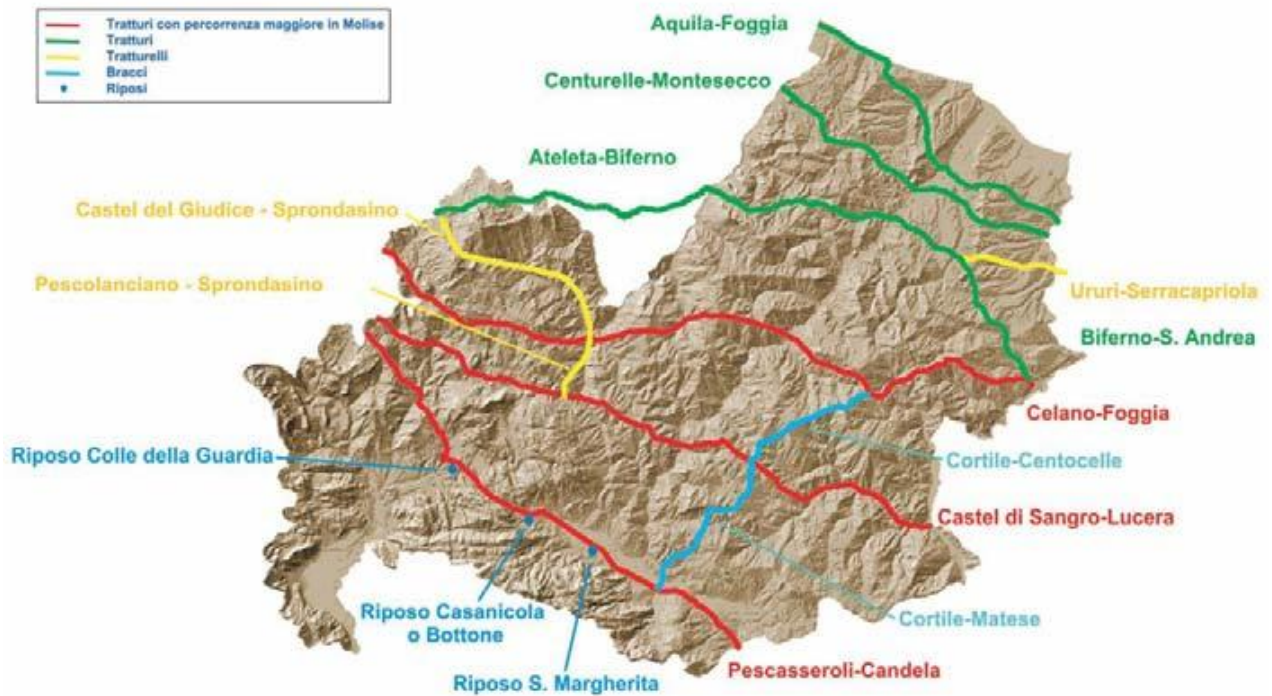 Tratturi con percorrenza maggiore in Molise
Tratturi
Tratturelli
Bracci
Riposi
Aquila-Foggia
Centurelle-Montesecco
Ateleta-Biferno
Castel del Giudice - Sprondasino
Pescolanciano - Sprondasino
Ururi-Serracapriola
Biferno-S. Andrea
Celano-Foggia
Riposo Colle della Guardia
Cortile-Centocelle
Castel di Sangro-Lucera
Riposo Casanicola
o Bottone
Cortile-Matese
Riposo S. Margherita
Pescasseroli-Candela